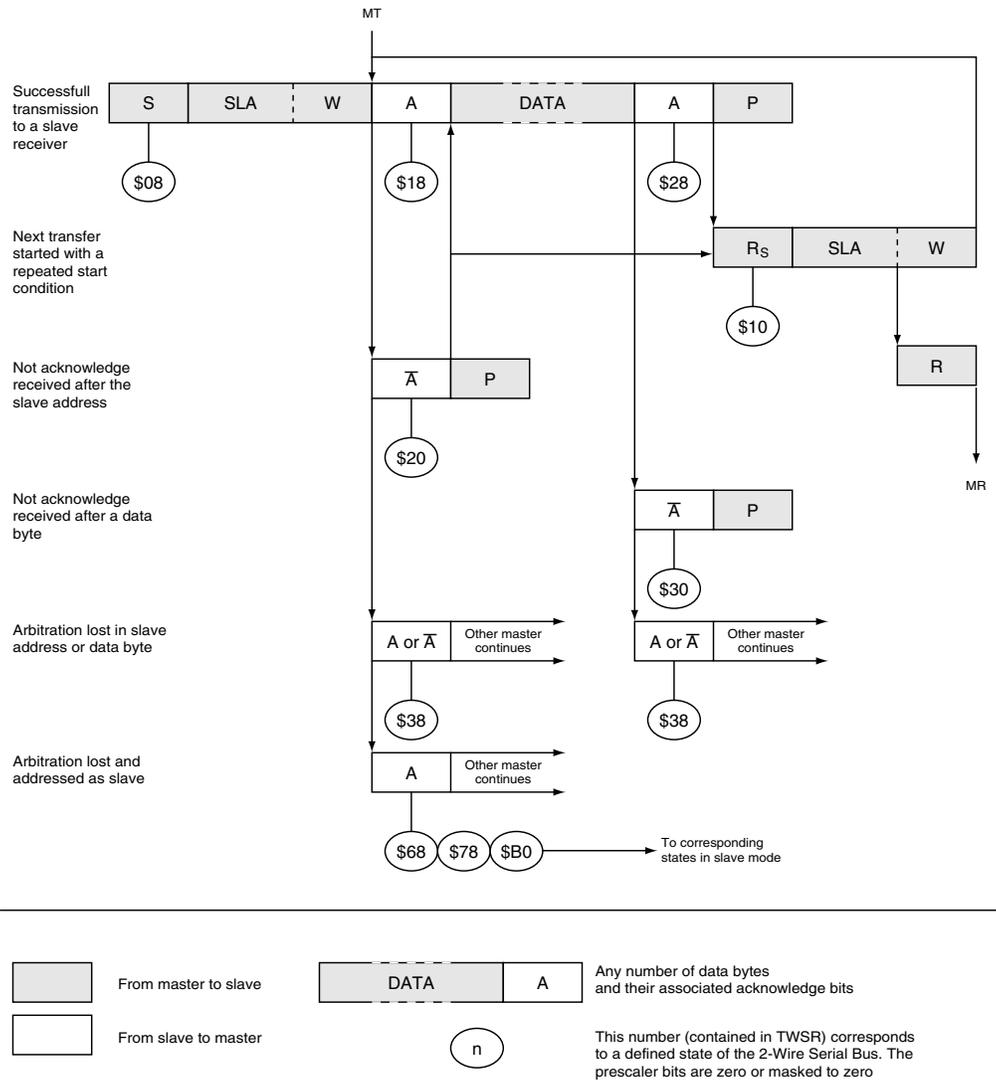 MT
Successfull
transmission
to a slave
receiver
S SLA W A DATA A P
$08 $18 $28
Next transfer
started with a
repeated start
condition
RS SLA W
$10
Not acknowledge
received after the
slave address
A̅ P
R
$20
MR
Not acknowledge
received after a data
byte
A̅ P
$30
Arbitration lost in slave
address or data byte
A or A̅
Other master
continues
A or A̅
Other master
continues
$38 $38
Arbitration lost and
addressed as slave
A
Other master
continues
$68 $78 $B0
To corresponding
states in slave mode
From master to slave
DATA A
Any number of data bytes
and their associated acknowledge bits
From slave to master
n
This number (contained in TWSR) corresponds
to a defined state of the 2-Wire Serial Bus. The
prescaler bits are zero or masked to zero